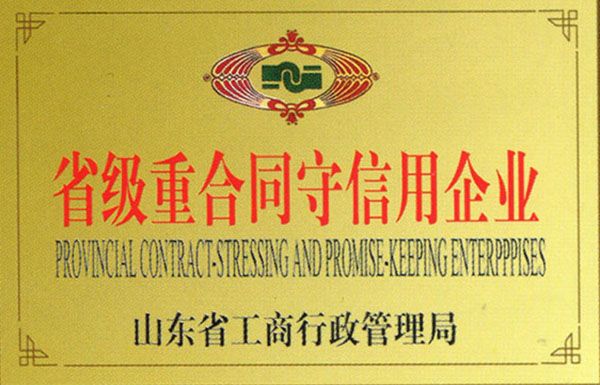 省级重合同守信用企业
PROVINCIAL CONTRACT-STRESSING AND PROMISE-KEEPING ENTERPPPISES
山东省工商行政管理局